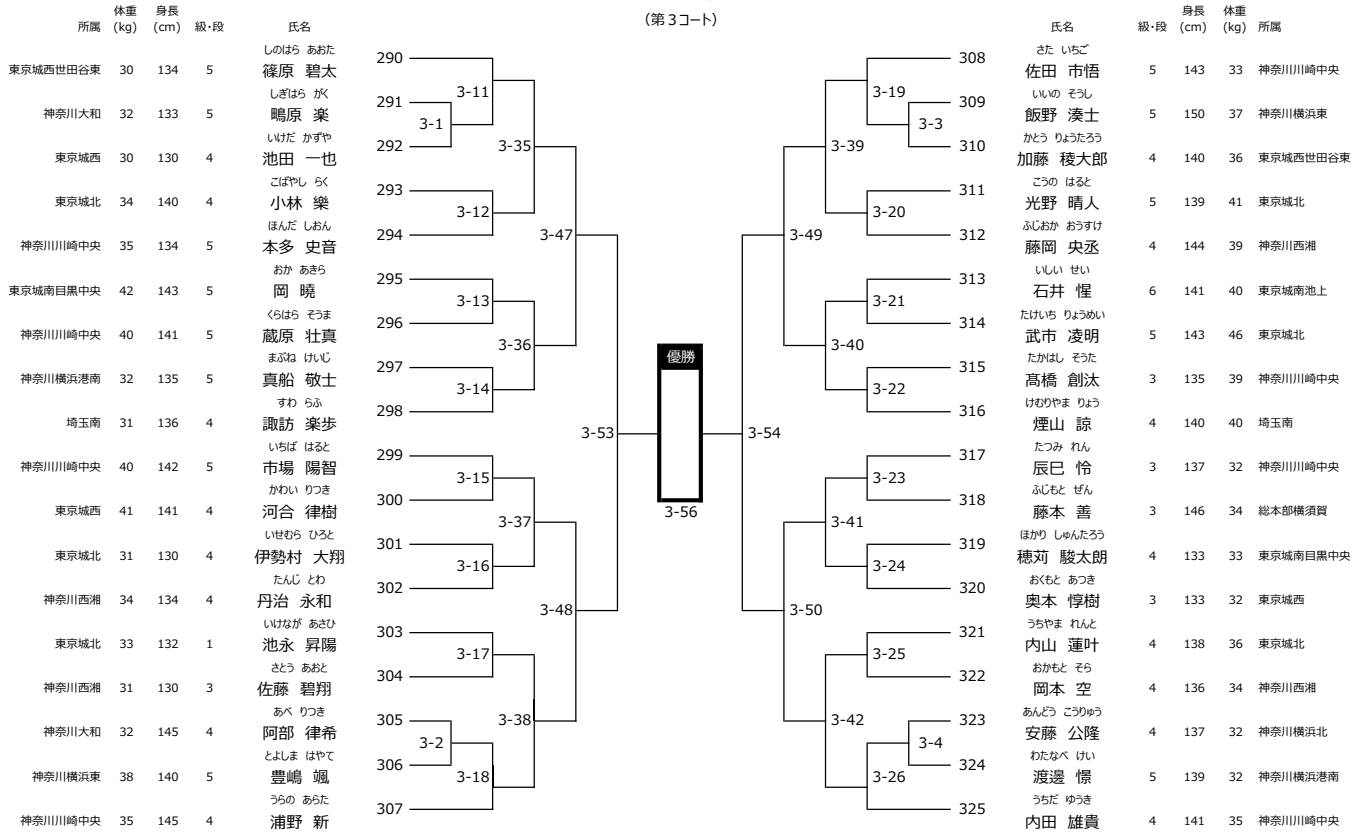 (第3コート)
所属 体重(kg) 身長(cm) 級・段 氏名
しのはら あおた
東京城西世田谷東 30 134 5 篠原 碧太 290
しぎはら がく
神奈川大和 32 133 5 鴫原 楽 291
いけだ かずや
東京城西 30 130 4 池田 一也 292
こばやし らく
東京城北 34 140 4 小林 樂 293
ほんだ しおん
神奈川川崎中央 35 134 5 本多 史音 294
おか あきら
東京城南目黒中央 42 143 5 岡 曉 295
くらはら そうま
神奈川川崎中央 40 141 5 蔵原 壮真 296
まぶね けいじ
神奈川横浜港南 32 135 5 真船 敬士 297
すわ らふ
埼玉南 31 136 4 諏訪 楽歩 298
いちば はると
神奈川川崎中央 40 142 5 市場 陽智 299
かわい りつき
東京城西 41 141 4 河合 律樹 300
いせむら ひろと
東京城北 31 130 4 伊勢村 大翔 301
たんじ とわ
神奈川西湘 34 134 4 丹治 永和 302
いけなが あさひ
東京城北 33 132 1 池永 昇陽 303
さとう あおと
神奈川西湘 31 130 3 佐藤 碧翔 304
あべ りつき
神奈川大和 32 145 4 阿部 律希 305
とよしま はやて
神奈川横浜東 38 140 5 豊嶋 颯 306
うらの あらた
神奈川川崎中央 35 145 4 浦野 新 307
3-1
3-2
3-11
3-12
3-13
3-14
3-15
3-16
3-17
3-18
3-35
3-36
3-37
3-38
3-47
3-48
3-53
優勝
3-56
3-54
3-49
3-50
3-39
3-40
3-41
3-42
3-19
3-20
3-21
3-22
3-23
3-24
3-25
3-26
3-3
3-4
氏名 級・段 身長(cm) 体重(kg) 所属
さた いちご
308 佐田 市悟 5 143 33 神奈川川崎中央
いいの そうし
309 飯野 湊士 5 150 37 神奈川横浜東
かとう りょうたろう
310 加藤 稜大郎 4 140 36 東京城西世田谷東
こうの はると
311 光野 晴人 5 139 41 東京城北
ふじおか おうすけ
312 藤岡 央丞 4 144 39 神奈川西湘
いしい せい
313 石井 惺 6 141 40 東京城南池上
たけいち りょうめい
314 武市 凌明 5 143 46 東京城北
たかはし そうた
315 髙橋 創汰 3 135 39 神奈川川崎中央
けむりやま りょう
316 煙山 諒 4 140 40 埼玉南
たつみ れん
317 辰巳 怜 3 137 32 神奈川川崎中央
ふじもと ぜん
318 藤本 善 3 146 34 総本部横須賀
ほかり しゅんたろう
319 穂苅 駿太朗 4 133 33 東京城南目黒中央
おくもと あつき
320 奥本 惇樹 3 133 32 東京城西
うちやま れんと
321 内山 蓮叶 4 138 36 東京城北
おかもと そら
322 岡本 空 4 136 34 神奈川西湘
あんどう こうりゅう
323 安藤 公隆 4 137 32 神奈川横浜北
わたなべ けい
324 渡邊 憬 5 139 32 神奈川横浜港南
うちだ ゆうき
325 内田 雄貴 4 141 35 神奈川川崎中央